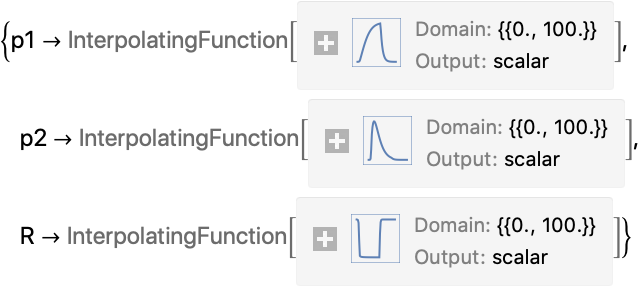 {p1 → InterpolatingFunction[ Domain: {{0., 100.}} Output: scalar ],
p2 → InterpolatingFunction[ Domain: {{0., 100.}} Output: scalar ],
R → InterpolatingFunction[ Domain: {{0., 100.}} Output: scalar ]}